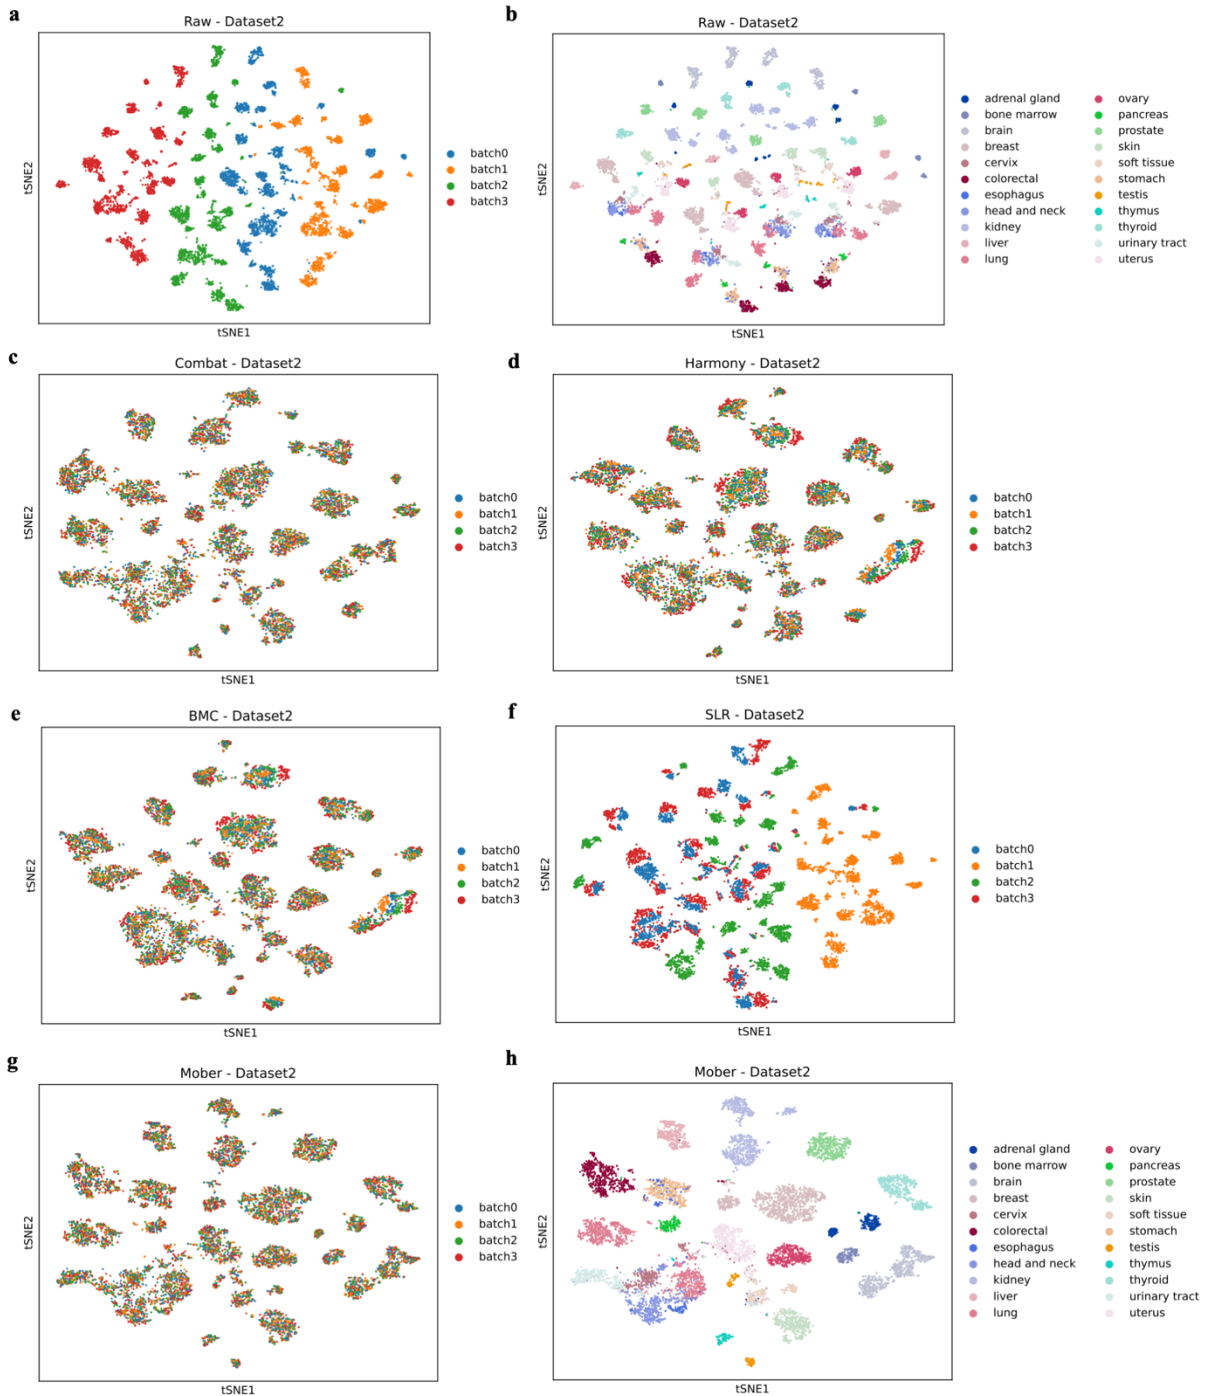 a
Raw - Dataset2
tSNE2
tSNE1
batch0
batch1
batch2
batch3
b
Raw - Dataset2
tSNE2
tSNE1
adrenal gland
bone marrow
brain
breast
cervix
colorectal
esophagus
head and neck
kidney
liver
lung
ovary
pancreas
prostate
skin
soft tissue
stomach
testis
thymus
thyroid
urinary tract
uterus
c
Combat - Dataset2
tSNE2
tSNE1
batch0
batch1
batch2
batch3
d
Harmony - Dataset2
tSNE2
tSNE1
batch0
batch1
batch2
batch3
e
BMC - Dataset2
tSNE2
tSNE1
batch0
batch1
batch2
batch3
f
SLR - Dataset2
tSNE2
tSNE1
batch0
batch1
batch2
batch3
g
Mober - Dataset2
tSNE2
tSNE1
batch0
batch1
batch2
batch3
h
Mober - Dataset2
tSNE2
tSNE1
adrenal gland
bone marrow
brain
breast
cervix
colorectal
esophagus
head and neck
kidney
liver
lung
ovary
pancreas
prostate
skin
soft tissue
stomach
testis
thymus
thyroid
urinary tract
uterus